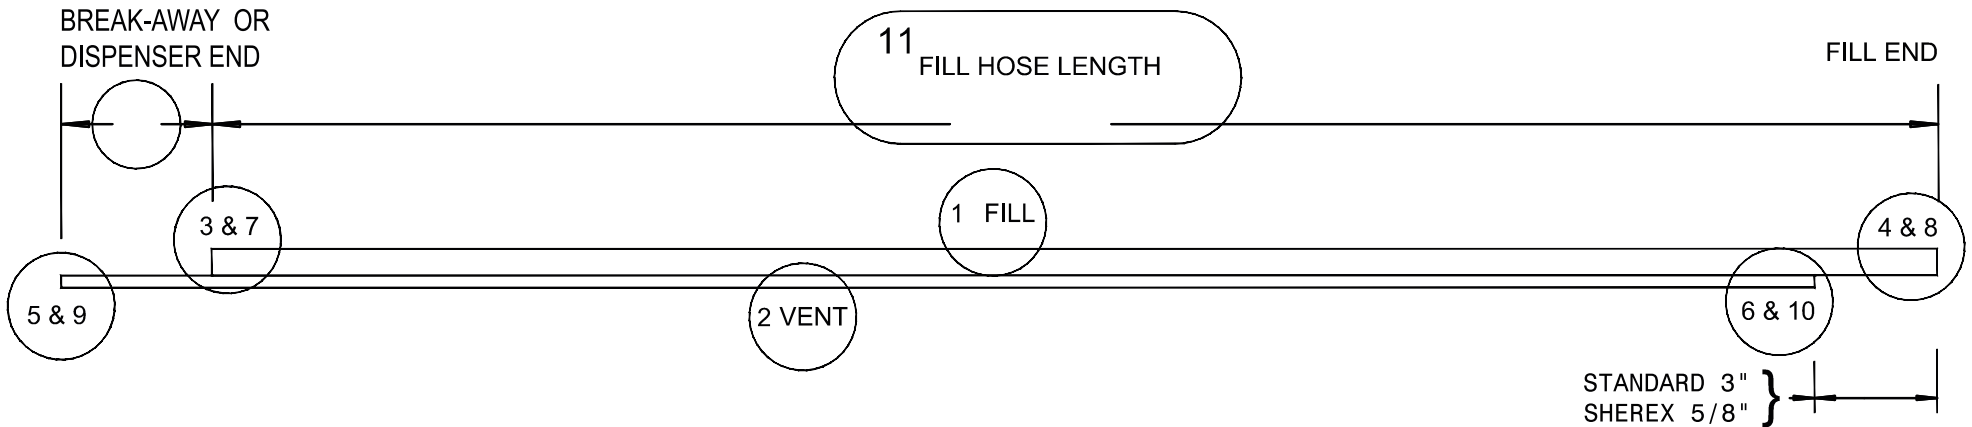 BREAK-AWAY OR
DISPENSER END
11
FILL HOSE LENGTH
FILL END
3 & 7
1 FILL
4 & 8
5 & 9
2 VENT
6 & 10
STANDARD 3"
SHEREX 5/8"